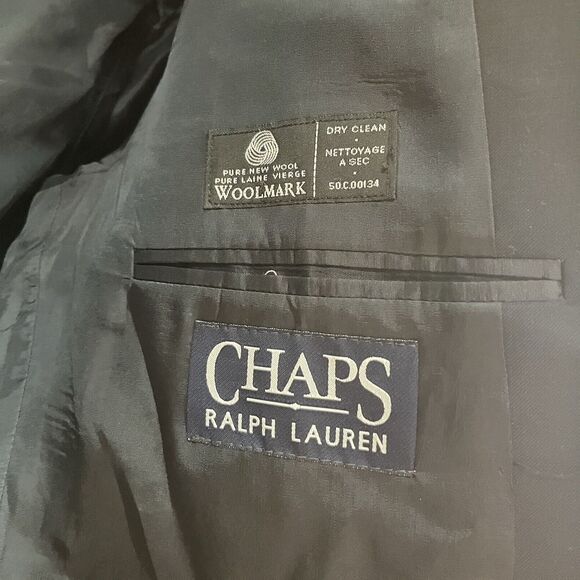 PURE NEW WOOL
PURE LAINE VIERGE
WOOLMARK
DRY CLEAN
•
NETTOYAGE
A SEC
•
50.C.00134
CHAPS
RALPH LAUREN